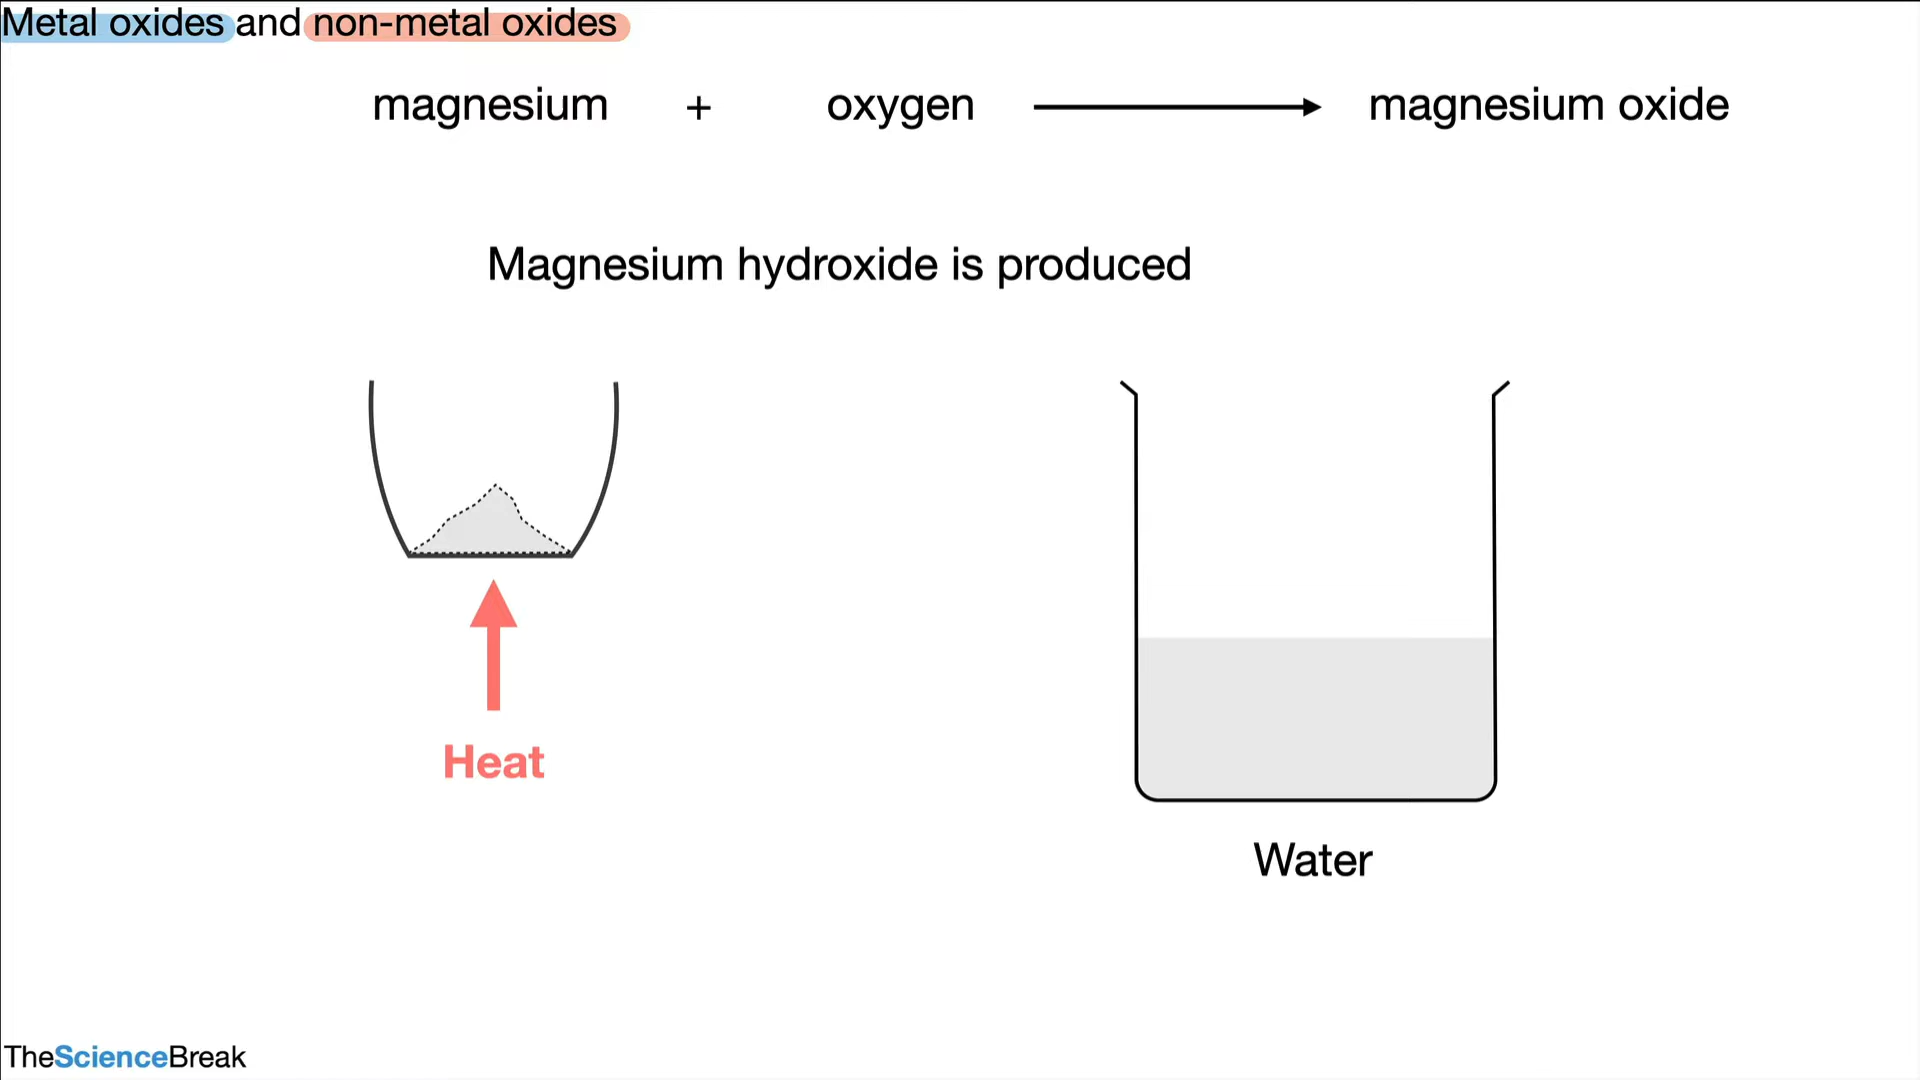 Metal oxides and non-metal oxides
magnesium + oxygen magnesium oxide
Magnesium hydroxide is produced
Heat
Water
TheScienceBreak